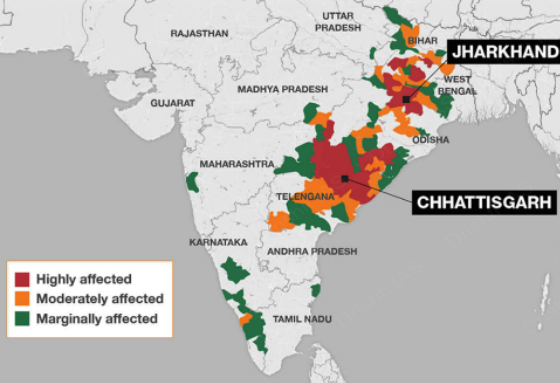 UTTAR
PRADESH
RAJASTHAN
BIHAR
JHARKHAND
WEST
BENGAL
MADHYA PRADESH
GUJARAT
ODISHA
MAHARASHTRA
TELENGANA
CHHATTISGARH
KARNATAKA
ANDHRA PRADESH
Highly affected
Moderately affected
Marginally affected
TAMIL NADU